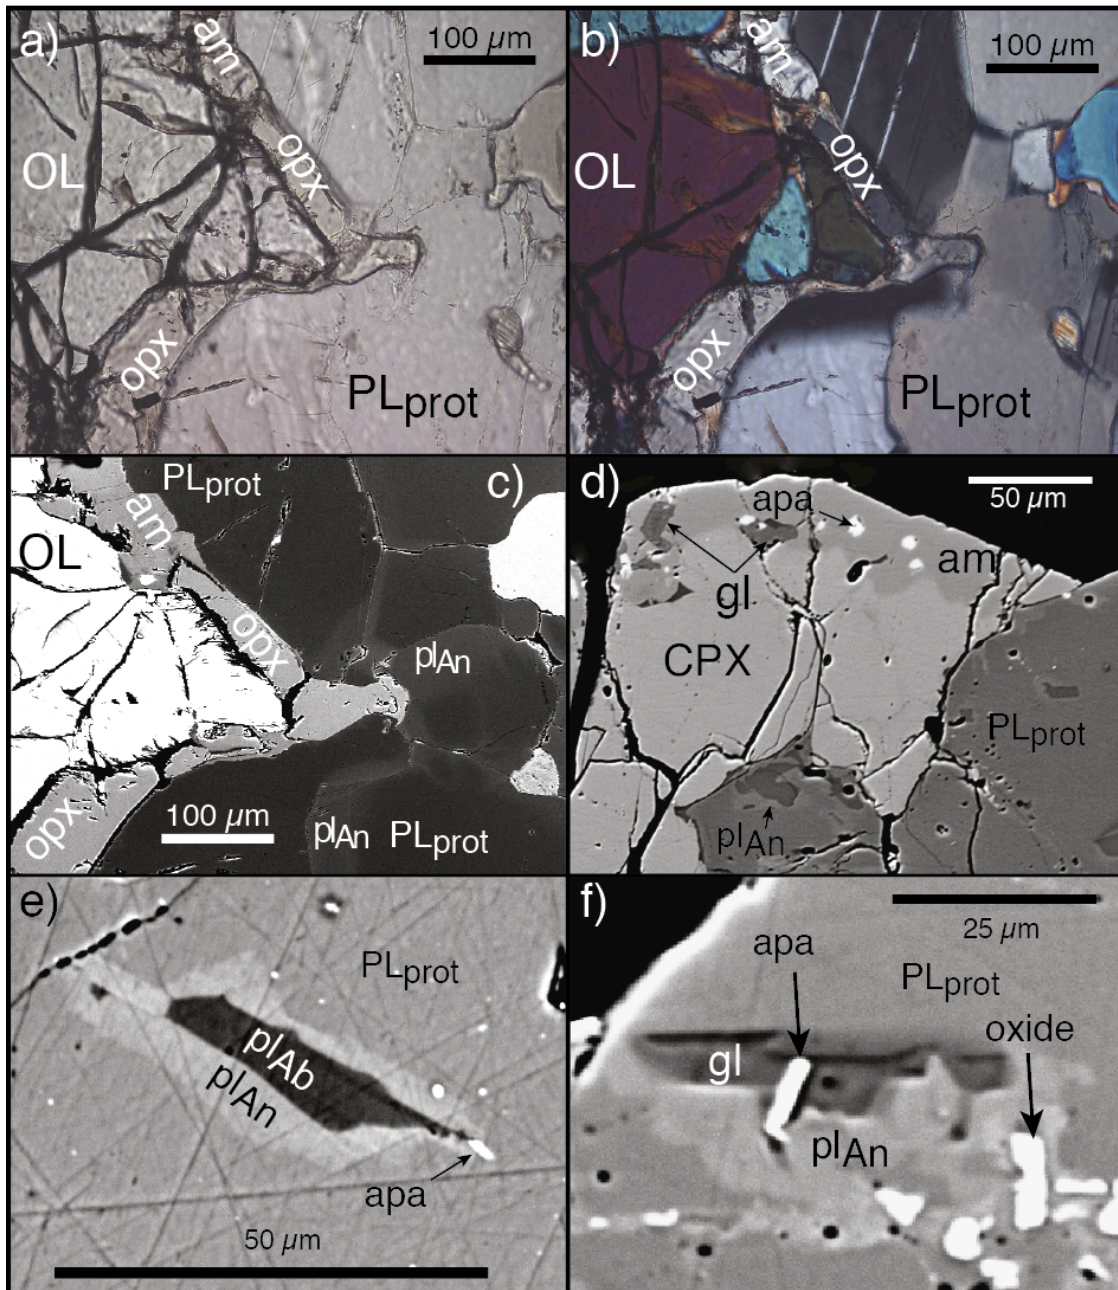 a)
am
100 µm
OL
opx
opx
PLprot
b)
am
100 µm
OL
opx
opx
PLprot
c)
PLprot
am
OL
opx
plAn
opx
100 µm
plAn
PLprot
d)
apa
50 µm
am
gl
CPX
PLprot
plAn
e)
PLprot
plAb
plAn
apa
50 µm
f)
25 µm
apa
PLprot
oxide
gl
plAn